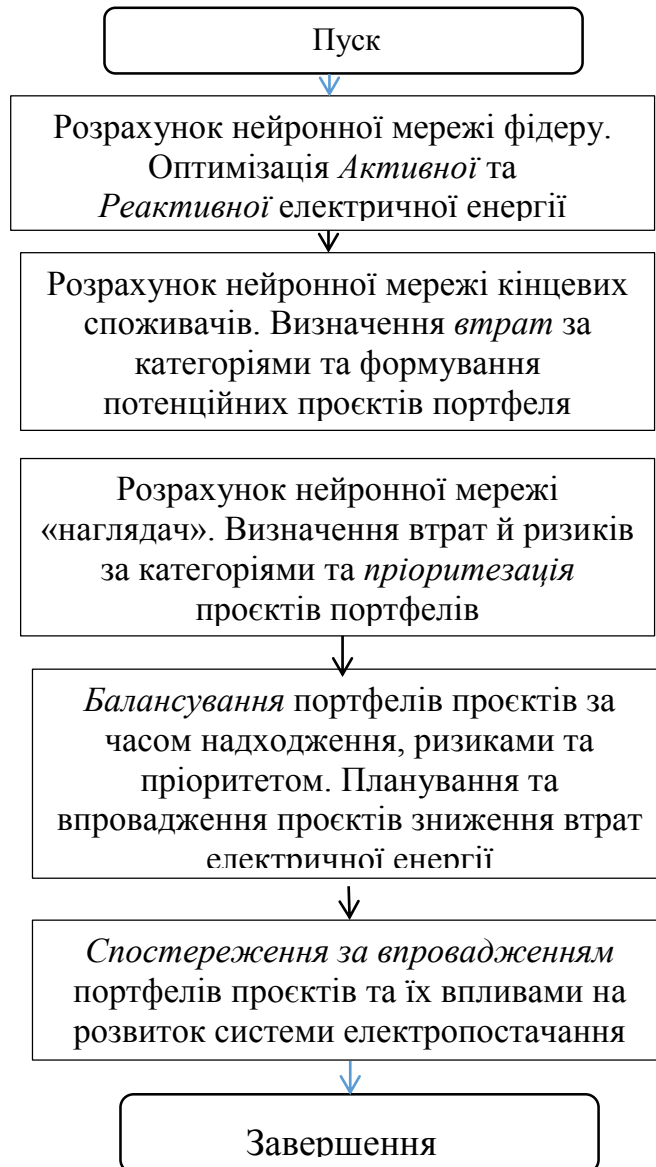 Пуск
Розрахунок нейронної мережі фідеру.
Оптимізація Активної та
Реактивної електричної енергії
Розрахунок нейронної мережі кінцевих
споживачів. Визначення втрат за
категоріями та формування
потенційних проєктів портфеля
Розрахунок нейронної мережі
«наглядач». Визначення втрат й ризиків
за категоріями та пріоритезація
проєктів портфелів
Балансування портфелів проєктів за
часом надходження, ризиками та
пріоритетом. Планування та
впровадження проєктів зниження втрат
електричної енергії
Спостереження за впровадженням
портфелів проєктів та їх впливами на
розвиток системи електропостачання
Завершення